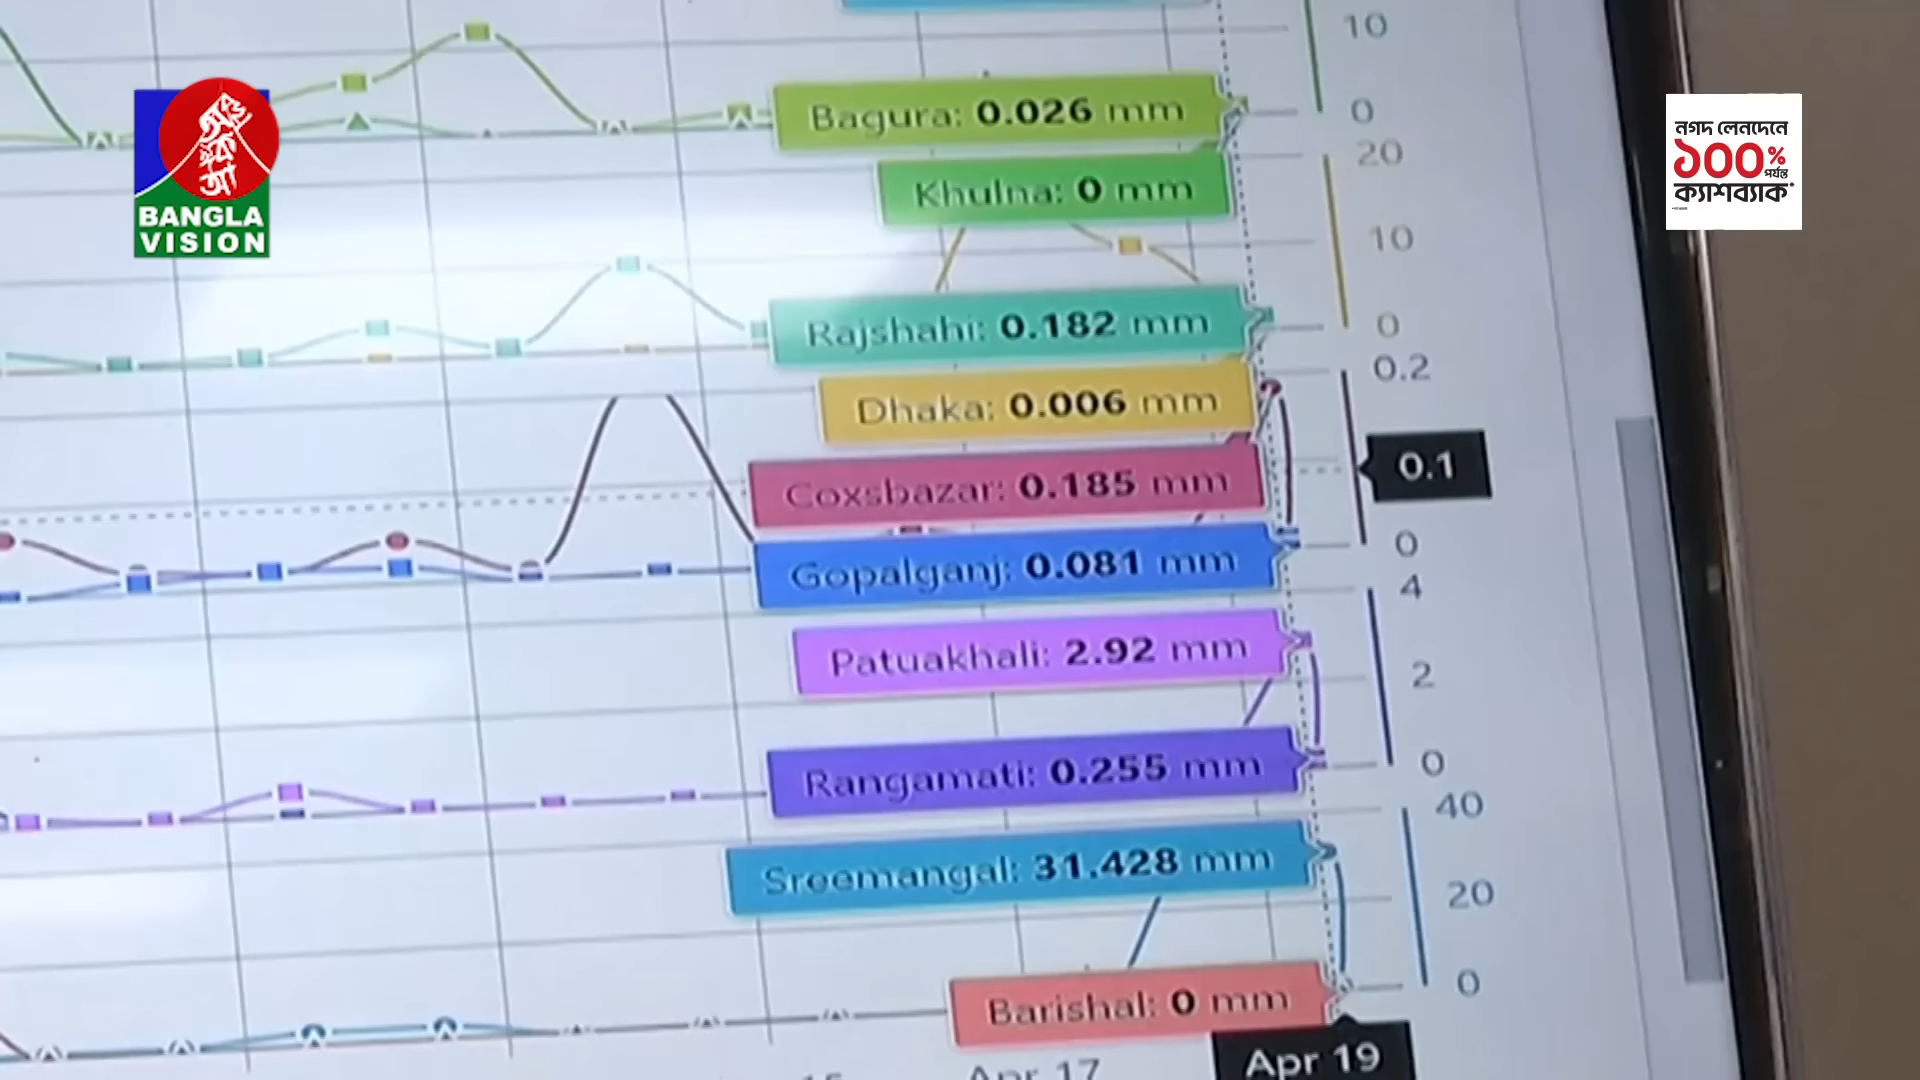 10
Bagura: 0.026 mm
0
Khulna: 0 mm
20
10
Rajshahi: 0.182 mm
0
0.2
Dhaka: 0.006 mm
Coxsbazar: 0.185 mm
0.1
Gopalganj: 0.081 mm
0
4
Patuakhali: 2.92 mm
2
Rangamati: 0.255 mm
0
40
Sreemangal: 31.428 mm
20
Barishal: 0 mm
0
Apr 17
Apr 19
BANGLA
VISION
নগদ লেনদেনে
১০০%
পর্যন্ত
ক্যাশব্যাক*